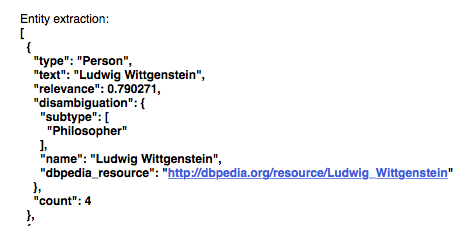 Entity extraction:
[
{
"type": "Person",
"text": "Ludwig Wittgenstein",
"relevance": 0.790271,
"disambiguation": {
"subtype": [
"Philosopher"
],
"name": "Ludwig Wittgenstein",
"dbpedia_resource": "http://dbpedia.org/resource/Ludwig_Wittgenstein"
},
"count": 4
},